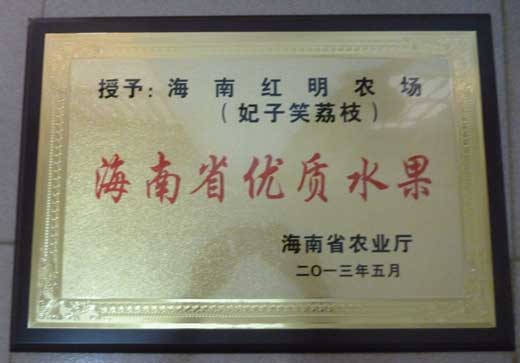 授予：海南红明农场
（妃子笑荔枝）
海南省优质水果
海南省农业厅
二〇一三年五月